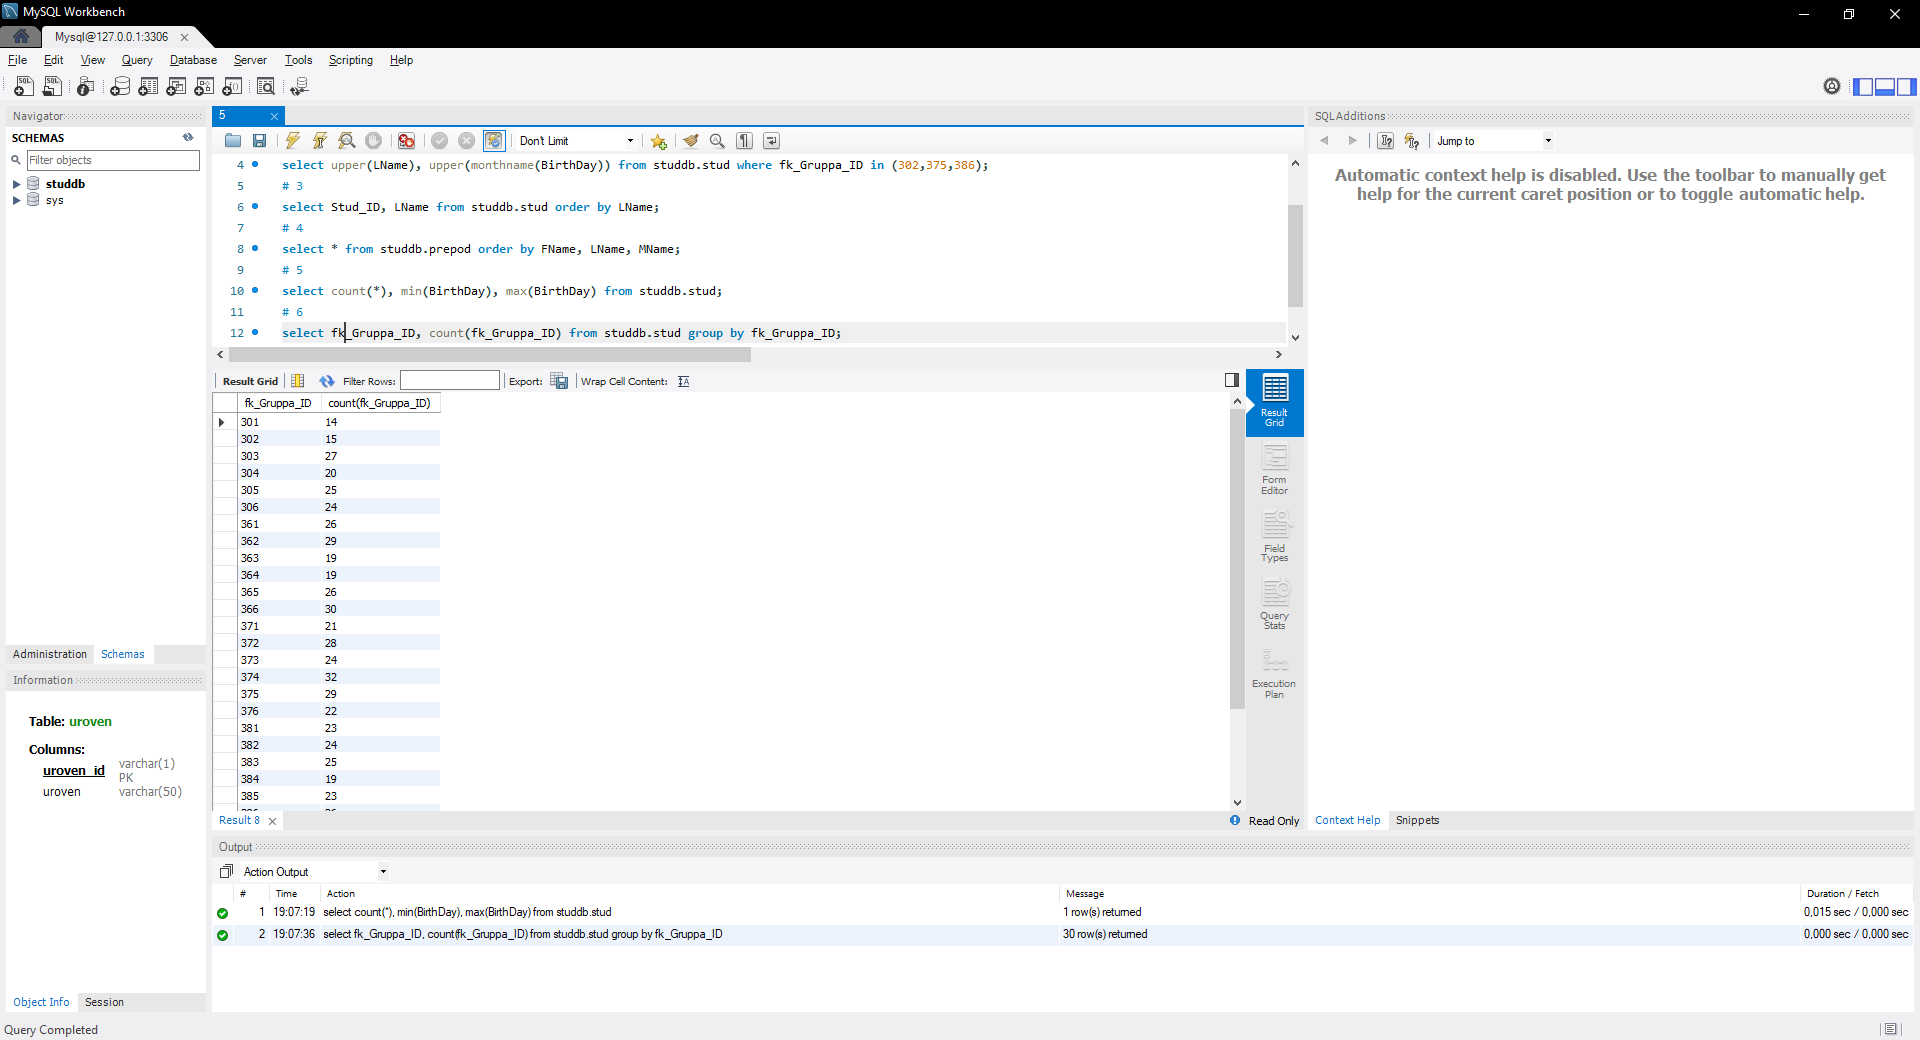 MySQL Workbench
Mysql@127.0.0.1:3306
File Edit View Query Database Server Tools Scripting Help
Navigator
SCHEMAS
Filter objects
studdb
sys
Administration Schemas
Information
Table: uroven
Columns:
uroven_id varchar(1) PK
uroven varchar(50)
Object Info Session
Query Completed
5
Don't Limit
4 select upper(LName), upper(monthname(BirthDay)) from studdb.stud where fk_Gruppa_ID in (302,375,386);
5 # 3
6 select Stud_ID, LName from studdb.stud order by LName;
7 # 4
8 select * from studdb.prepod order by FName, LName, MName;
9 # 5
10 select count(*), min(BirthDay), max(BirthDay) from studdb.stud;
11 # 6
12 select fk_Gruppa_ID, count(fk_Gruppa_ID) from studdb.stud group by fk_Gruppa_ID;
Result Grid Filter Rows: Export: Wrap Cell Content:
fk_Gruppa_ID count(fk_Gruppa_ID)
301 14
302 15
303 27
304 20
305 25
306 24
361 26
362 29
363 19
364 19
365 26
366 30
371 21
372 28
373 24
374 32
375 29
376 22
381 23
382 24
383 25
384 19
385 23
Result Grid
Form Editor
Field Types
Query Stats
Execution Plan
Result 8
Read Only
SQLAdditions
Jump to
Automatic context help is disabled. Use the toolbar to manually get
help for the current caret position or to toggle automatic help.
Context Help Snippets
Output
Action Output
# Time Action Message Duration / Fetch
1 19:07:19 select count(*), min(BirthDay), max(BirthDay) from studdb.stud 1 row(s) returned 0,015 sec / 0,000 sec
2 19:07:36 select fk_Gruppa_ID, count(fk_Gruppa_ID) from studdb.stud group by fk_Gruppa_ID 30 row(s) returned 0,000 sec / 0,000 sec